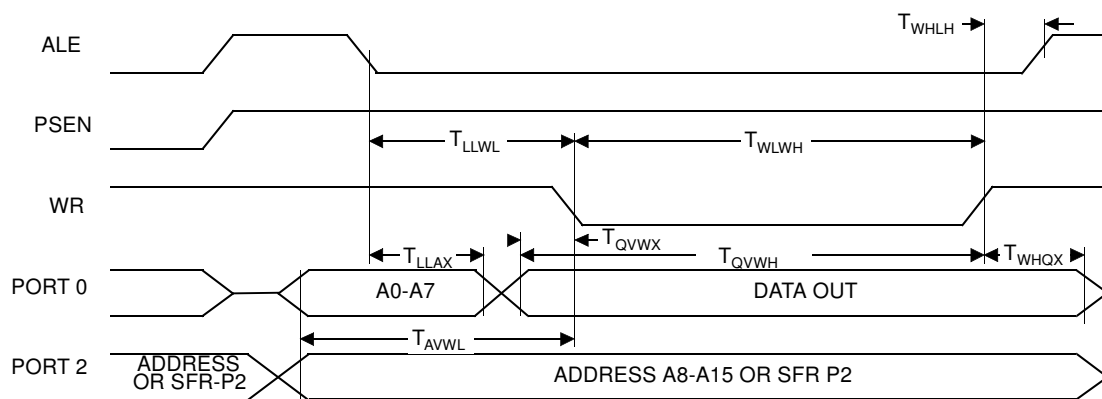 T_WHLH
ALE
PSEN
T_LLWL
T_WLWH
WR
T_QVWX
T_LLAX
T_QVWH
T_WHQX
PORT 0
A0-A7
DATA OUT
T_AVWL
PORT 2
ADDRESS
OR SFR-P2
ADDRESS A8-A15 OR SFR P2